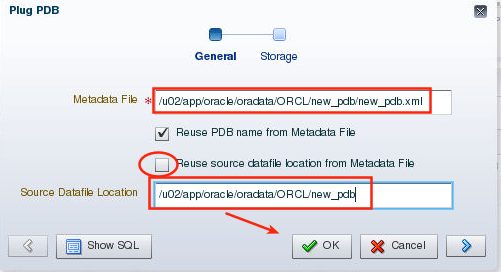 Plug PDB
General Storage
Metadata File * /u02/app/oracle/oradata/ORCL/new_pdb/new_pdb.xml
Reuse PDB name from Metadata File
Reuse source datafile location from Metadata File
Source Datafile Location /u02/app/oracle/oradata/ORCL/new_pdb
Show SQL OK Cancel